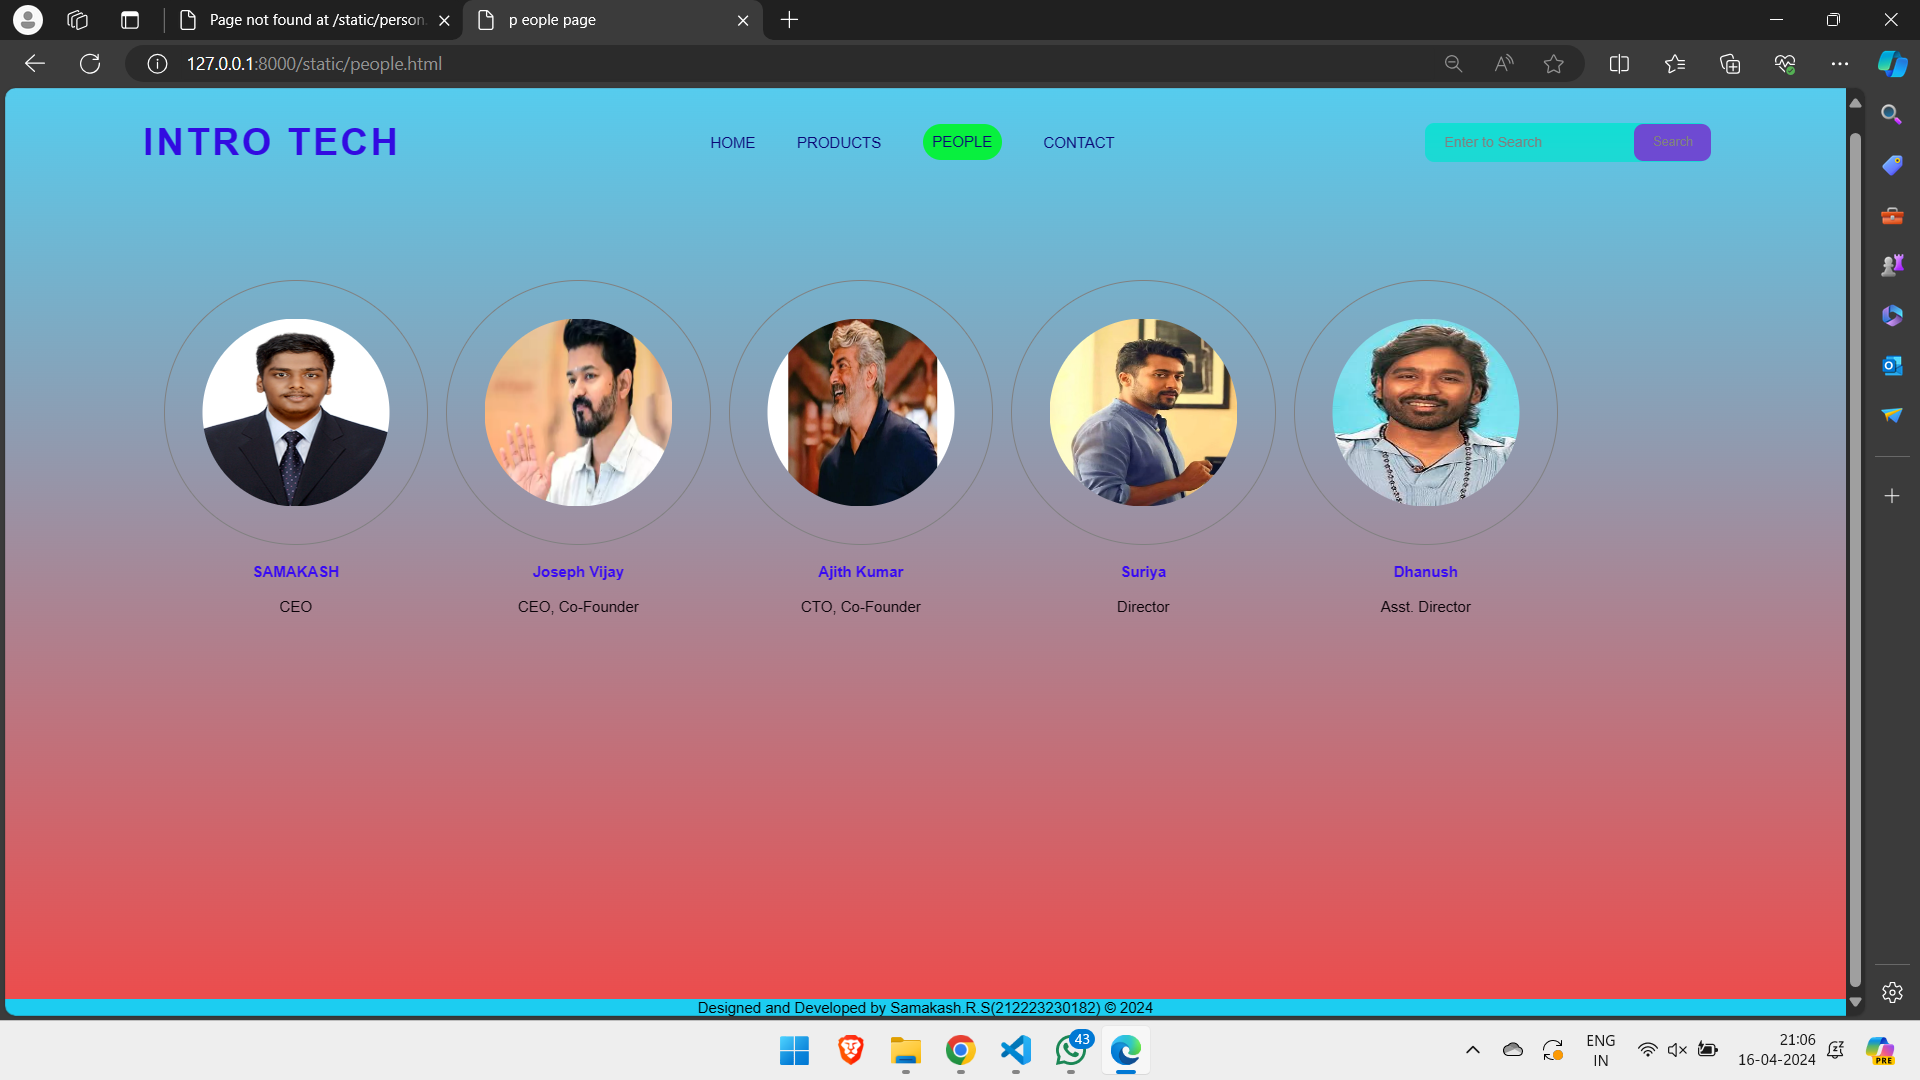 Page not found at /static/person.
p eople page
127.0.0.1:8000/static/people.html
INTRO TECH
HOME
PRODUCTS
PEOPLE
CONTACT
Enter to Search
Search
SAMAKASH
Joseph Vijay
Ajith Kumar
Suriya
Dhanush
CEO
CEO, Co-Founder
CTO, Co-Founder
Director
Asst. Director
Designed and Developed by Samakash.R.S(212223230182) © 2024
43
ENG
IN
21:06
16-04-2024
PRE